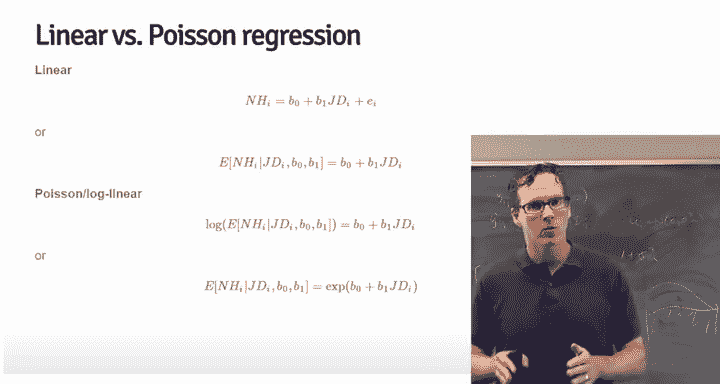 Linear vs. Poisson regression
Linear
NH_i = b_0 + b_1 JD_i + e_i
or
E[NH_i|JD_i, b_0, b_1] = b_0 + b_1 JD_i
Poisson/log-linear
log(E[NH_i|JD_i, b_0, b_1]) = b_0 + b_1 JD_i
or
E[NH_i|JD_i, b_0, b_1] = exp(b_0 + b_1 JD_i)